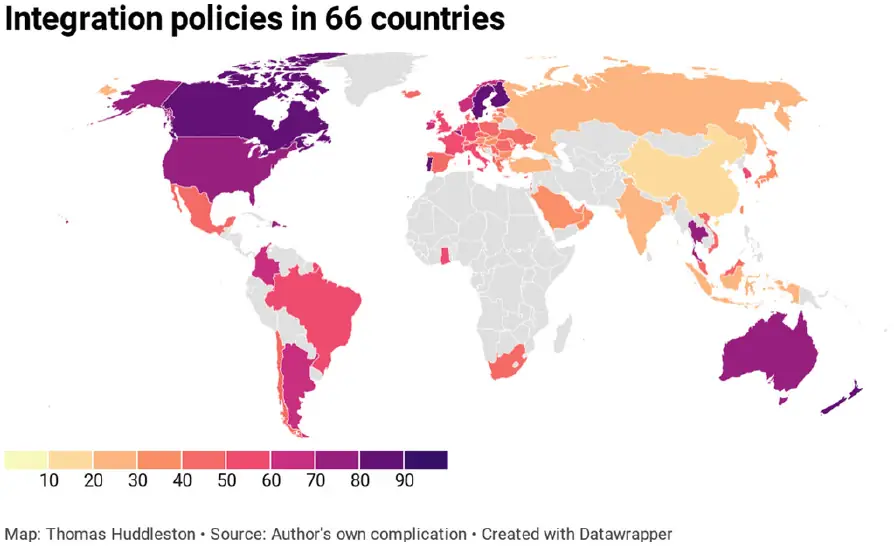 Integration policies in 66 countries
10 20 30 40 50 60 70 80 90
Map: Thomas Huddleston • Source: Author's own complication • Created with Datawrapper